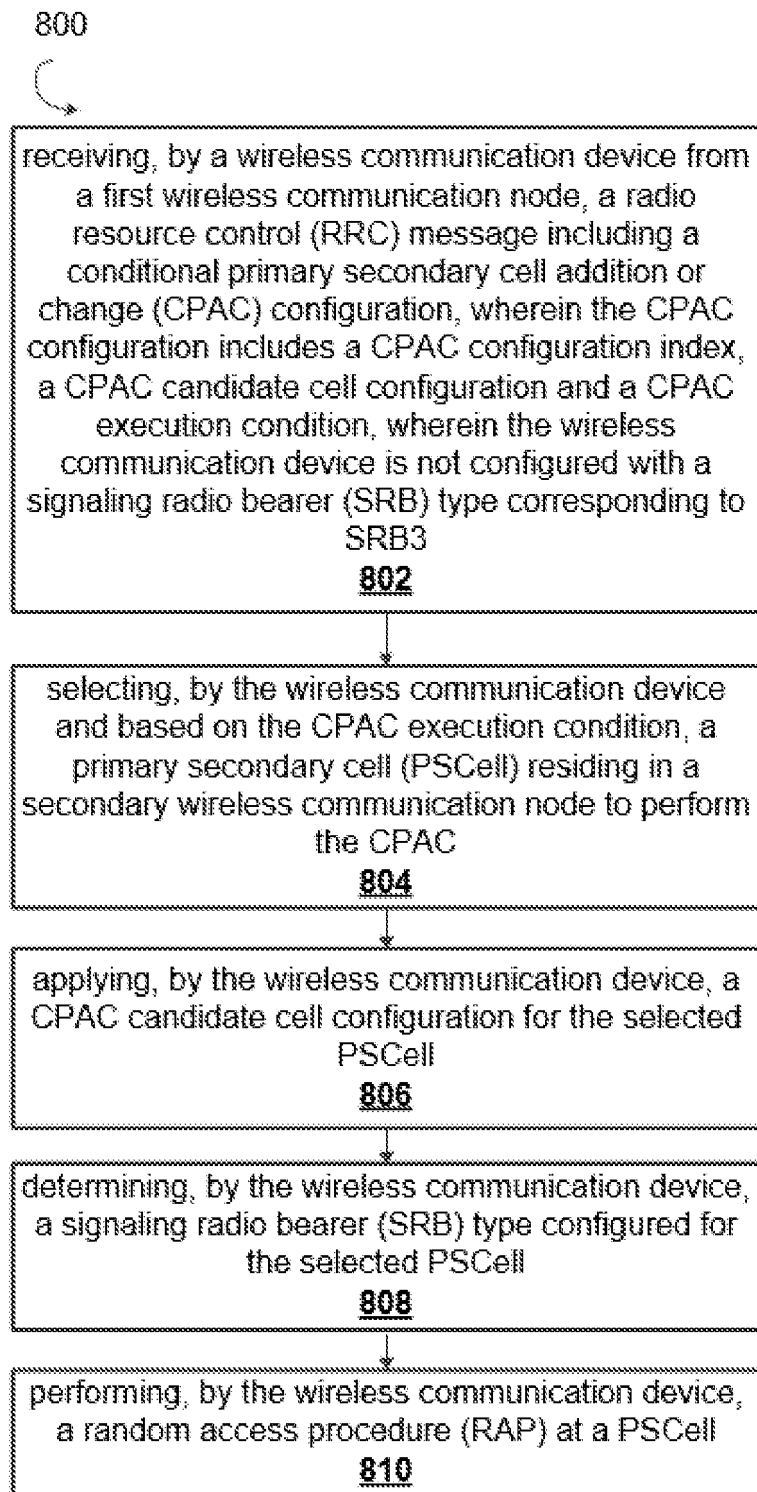 800
receiving, by a wireless communication device from
a first wireless communication node, a radio
resource control (RRC) message including a
conditional primary secondary cell addition or
change (CPAC) configuration, wherein the CPAC
configuration includes a CPAC configuration index,
a CPAC candidate cell configuration and a CPAC
execution condition, wherein the wireless
communication device is not configured with a
signaling radio bearer (SRB) type corresponding to
SRB3
802
selecting, by the wireless communication device
and based on the CPAC execution condition, a
primary secondary cell (PSCell) residing in a
secondary wireless communication node to perform
the CPAC
804
applying, by the wireless communication device, a
CPAC candidate cell configuration for the selected
PSCell
806
determining, by the wireless communication device,
a signaling radio bearer (SRB) type configured for
the selected PSCell
808
performing, by the wireless communication device,
a random access procedure (RAP) at a PSCell
810